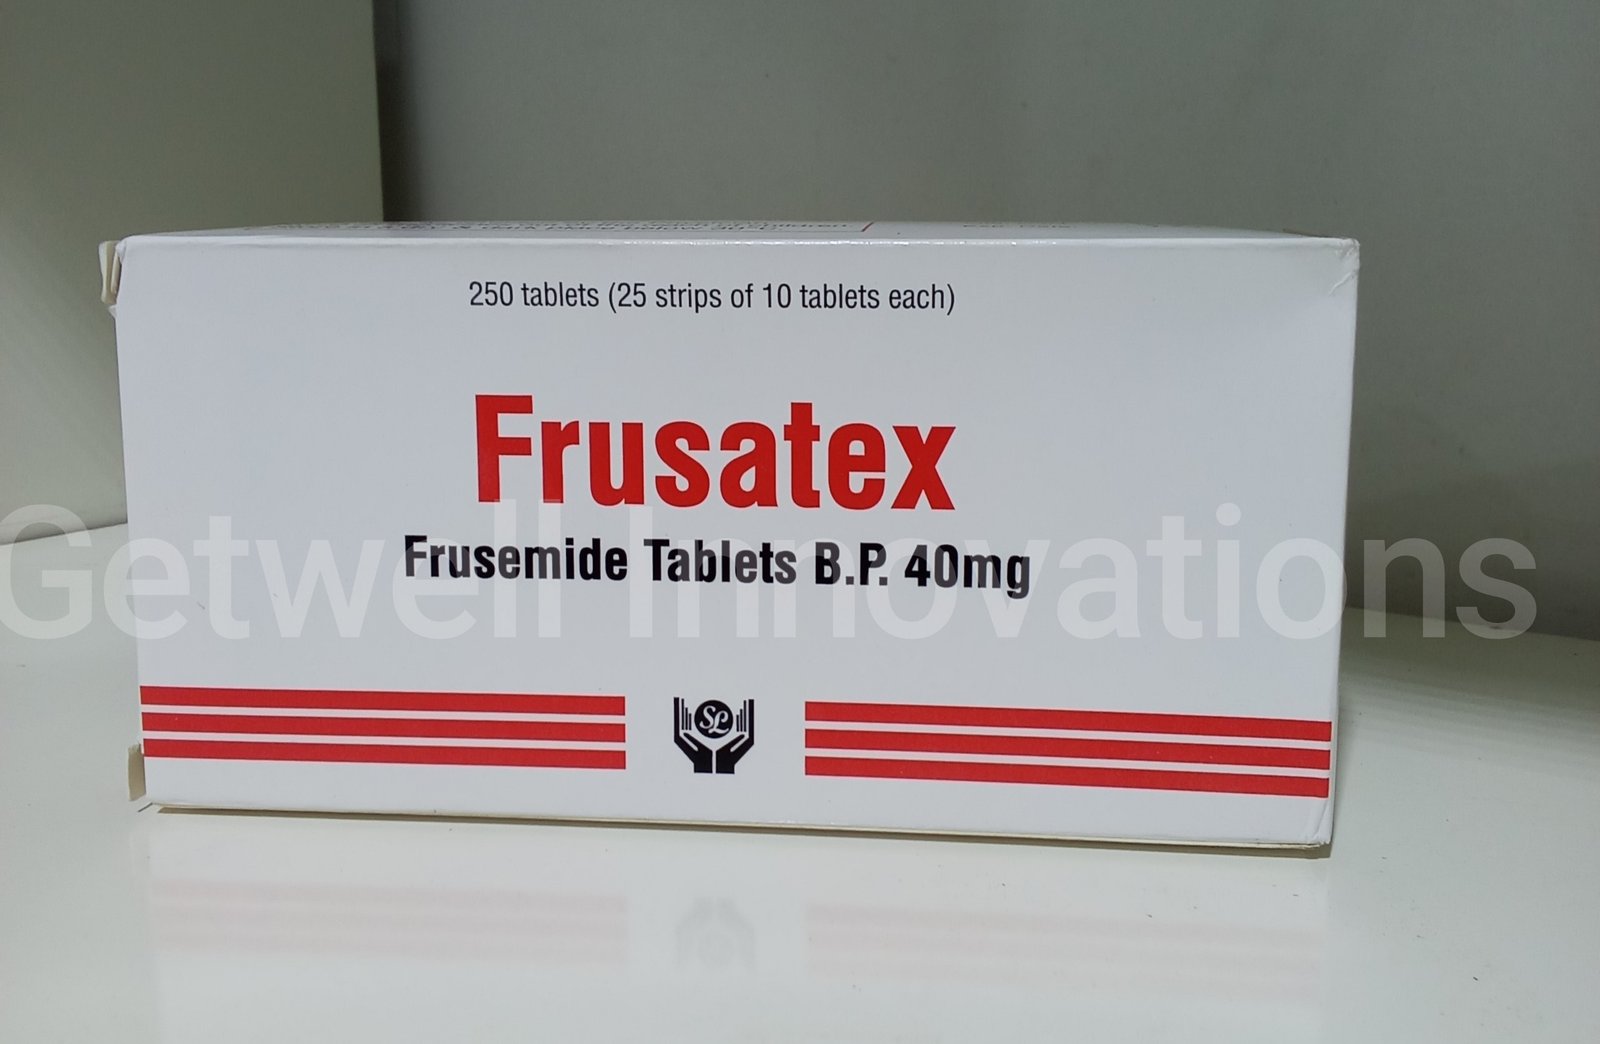 250 tablets (25 strips of 10 tablets each)
Frusatex
Frusemide Tablets B.P. 40mg
Getwell Innovations
SL